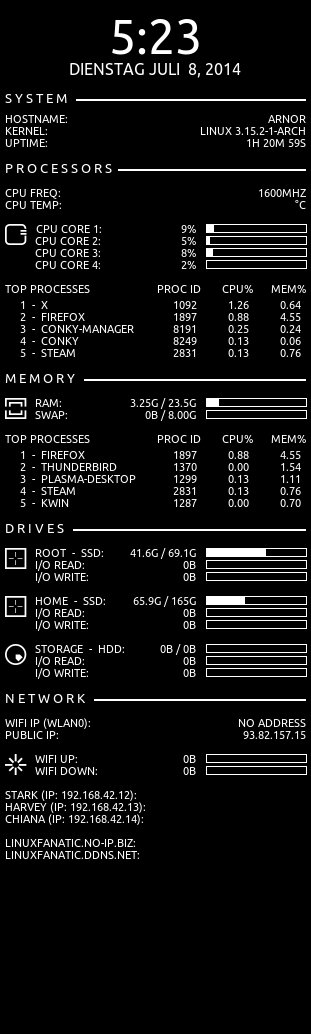 5:23
DIENSTAG JULI 8, 2014
SYSTEM
HOSTNAME: ARNOR
KERNEL: LINUX 3.15.2-1-ARCH
UPTIME: 1H 20M 59S
PROCESSORS
CPU FREQ: 1600MHZ
CPU TEMP: °C
CPU CORE 1: 9%
CPU CORE 2: 5%
CPU CORE 3: 8%
CPU CORE 4: 2%
TOP PROCESSES PROC ID CPU% MEM%
1 - X 1092 1.26 0.64
2 - FIREFOX 1897 0.88 4.55
3 - CONKY-MANAGER 8191 0.25 0.24
4 - CONKY 8249 0.13 0.06
5 - STEAM 2831 0.13 0.76
MEMORY
RAM: 3.25G / 23.5G
SWAP: 0B / 8.00G
TOP PROCESSES PROC ID CPU% MEM%
1 - FIREFOX 1897 0.88 4.55
2 - THUNDERBIRD 1370 0.00 1.54
3 - PLASMA-DESKTOP 1299 0.13 1.11
4 - STEAM 2831 0.13 0.76
5 - KWIN 1287 0.00 0.70
DRIVES
ROOT - SSD: 41.6G / 69.1G
I/O READ: 0B
I/O WRITE: 0B
HOME - SSD: 65.9G / 165G
I/O READ: 0B
I/O WRITE: 0B
STORAGE - HDD: 0B / 0B
I/O READ: 0B
I/O WRITE: 0B
NETWORK
WIFI IP (WLAN0): NO ADDRESS
PUBLIC IP: 93.82.157.15
WIFI UP: 0B
WIFI DOWN: 0B
STARK (IP: 192.168.42.12):
HARVEY (IP: 192.168.42.13):
CHIANA (IP: 192.168.42.14):
LINUXFANATIC.NO-IP.BIZ:
LINUXFANATIC.DDNS.NET: